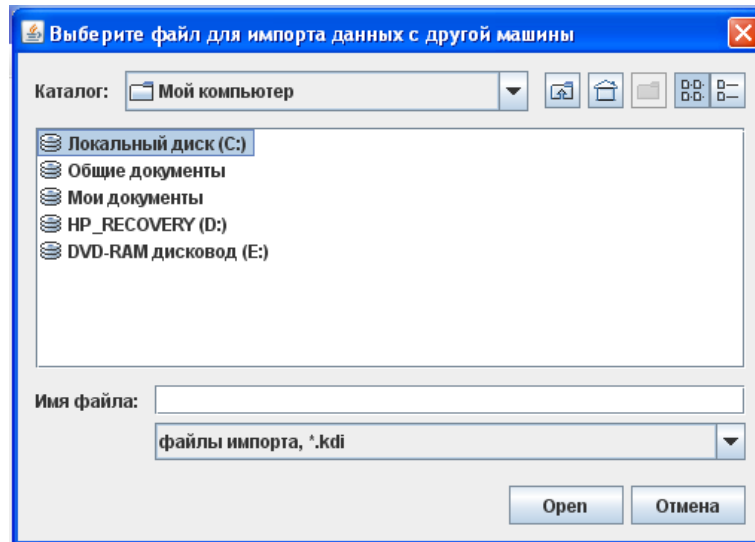 Выберите файл для импорта данных с другой машины
Каталог: Мой компьютер
Локальный диск (C:)
Общие документы
Мои документы
HP_RECOVERY (D:)
DVD-RAM дисковод (E:)
Имя файла:
файлы импорта, *.kdi
Open Отмена